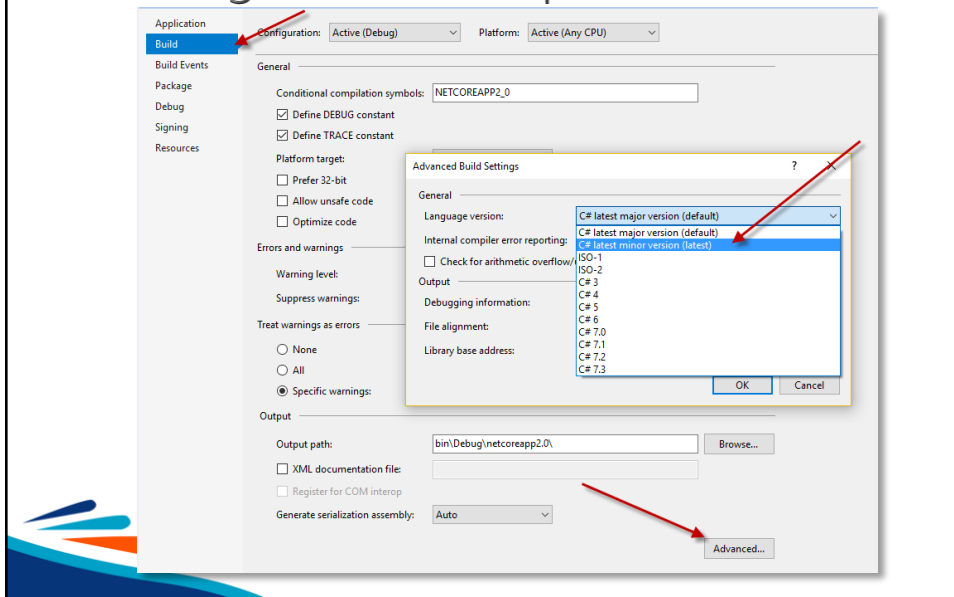 Application
Build
Build Events
Package
Debug
Signing
Resources
Configuration: Active (Debug) Platform: Active (Any CPU)
General
Conditional compilation symbols: NETCOREAPP2_0
Define DEBUG constant
Define TRACE constant
Platform target:
Prefer 32-bit
Allow unsafe code
Optimize code
Errors and warnings
Warning level:
Suppress warnings:
Treat warnings as errors
None
All
Specific warnings:
Output
Output path: bin\Debug\netcoreapp2.0\ Browse...
XML documentation file:
Register for COM interop
Generate serialization assembly: Auto
Advanced...
Advanced Build Settings ?
General
Language version: C# latest major version (default)
C# latest major version (default)
C# latest minor version (latest)
ISO-1
ISO-2
C# 3
C# 4
C# 5
C# 6
C# 7.0
C# 7.1
C# 7.2
C# 7.3
Internal compiler error reporting:
Check for arithmetic overflow/
Output
Debugging information:
File alignment:
Library base address:
OK Cancel